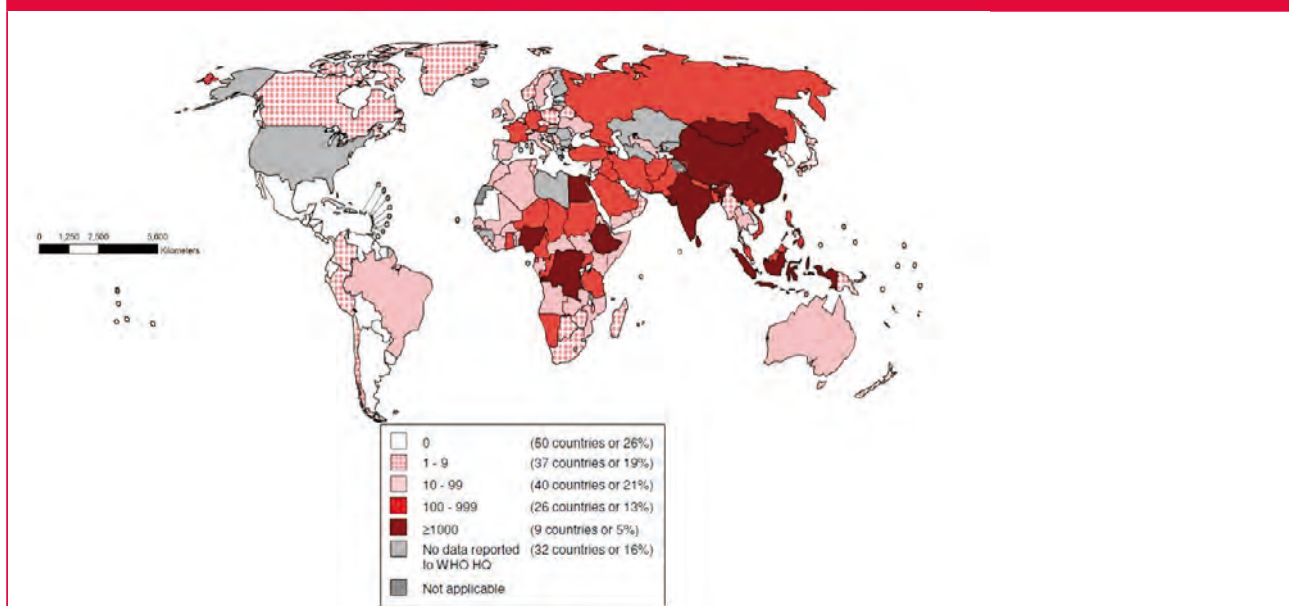 0 1,250 2,500 5,000
Kilometers
0 (50 countries or 26%)
1 - 9 (37 countries or 19%)
10 - 99 (40 countries or 21%)
100 - 999 (26 countries or 13%)
≥1000 (9 countries or 5%)
No data reported (32 countries or 16%)
to WHO HQ
Not applicable